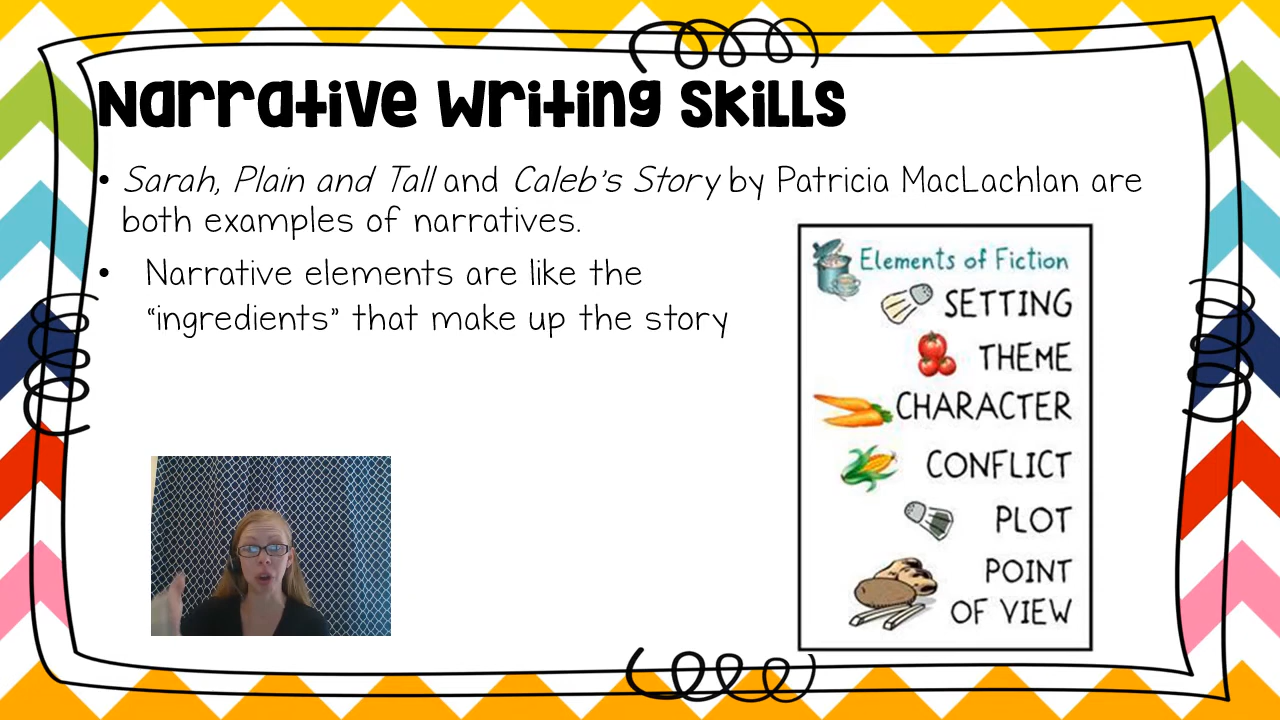 Narrative Writing Skills
• Sarah, Plain and Tall and Caleb's Story by Patricia MacLachlan are
both examples of narratives.
• Narrative elements are like the
“ingredients” that make up the story
Elements of Fiction
SETTING
THEME
CHARACTER
CONFLICT
PLOT
POINT
OF VIEW